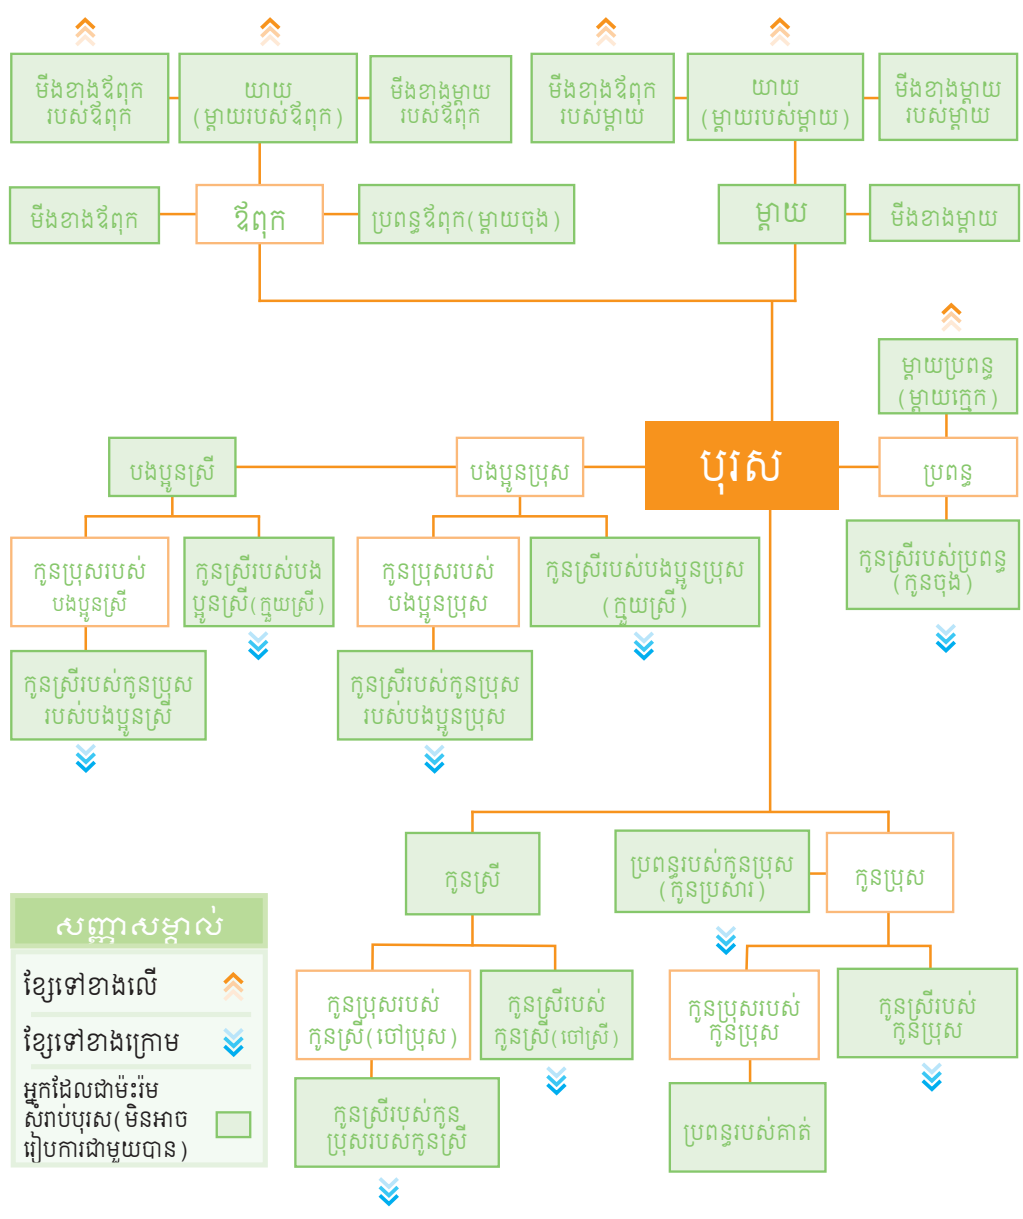 មីងខាងឪពុក
របស់ឪពុក
យាយ
(ម្តាយរបស់ឪពុក)
មីងខាងម្តាយ
របស់ឪពុក
មីងខាងឪពុក
របស់ម្តាយ
យាយ
(ម្តាយរបស់ម្តាយ)
មីងខាងម្តាយ
របស់ម្តាយ
មីងខាងឪពុក
ឪពុក
ប្រពន្ធឪពុក(ម្តាយចុង)
ម្តាយ
មីងខាងម្តាយ
ម្តាយប្រពន្ធ
(ម្តាយក្មេក)
បងប្អូនស្រី
បងប្អូនប្រុស
បុរស
ប្រពន្ធ
កូនប្រុសរបស់
បងប្អូនស្រី
កូនស្រីរបស់បង
ប្អូនស្រី(ក្មួយស្រី)
កូនប្រុសរបស់
បងប្អូនប្រុស
កូនស្រីរបស់បងប្អូនប្រុស
(ក្មួយស្រី)
កូនស្រីរបស់ប្រពន្ធ
(កូនចុង)
កូនស្រីរបស់កូនប្រុស
របស់បងប្អូនស្រី
កូនស្រីរបស់កូនប្រុស
របស់បងប្អូនប្រុស
កូនស្រី
ប្រពន្ធរបស់កូនប្រុស
(កូនប្រសារ)
កូនប្រុស
កូនប្រុសរបស់
កូនស្រី(ចៅប្រុស)
កូនស្រីរបស់
កូនស្រី(ចៅស្រី)
កូនប្រុសរបស់
កូនប្រុស
កូនស្រីរបស់
កូនប្រុស
កូនស្រីរបស់កូន
ប្រុសរបស់កូនស្រី
ប្រពន្ធរបស់គាត់
សញ្ញាសម្គាល់
ខ្សែទៅខាងលើ
ខ្សែទៅខាងក្រោម
អ្នកដែលជាម៉ះរ៉ម
សំរាប់បុរស(មិនអាច
រៀបការជាមួយបាន)